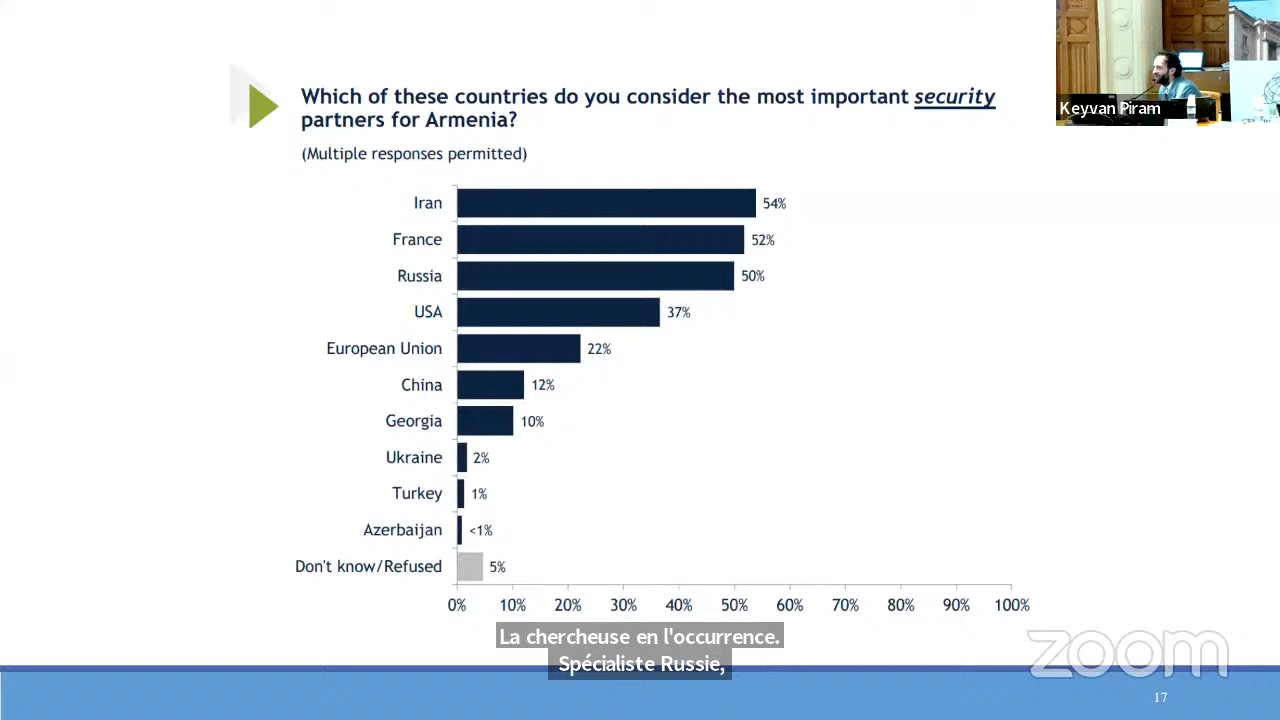 Which of these countries do you consider the most important security
partners for Armenia?
(Multiple responses permitted)
Keyvan Piram
Iran 54%
France 52%
Russia 50%
USA 37%
European Union 22%
China 12%
Georgia 10%
Ukraine 2%
Turkey 1%
Azerbaijan <1%
Don't know/Refused 5%
0% 10% 20% 30% 40% 50% 60% 70% 80% 90% 100%
La chercheuse en l'occurrence.
Spécialiste Russie,
zoom
17